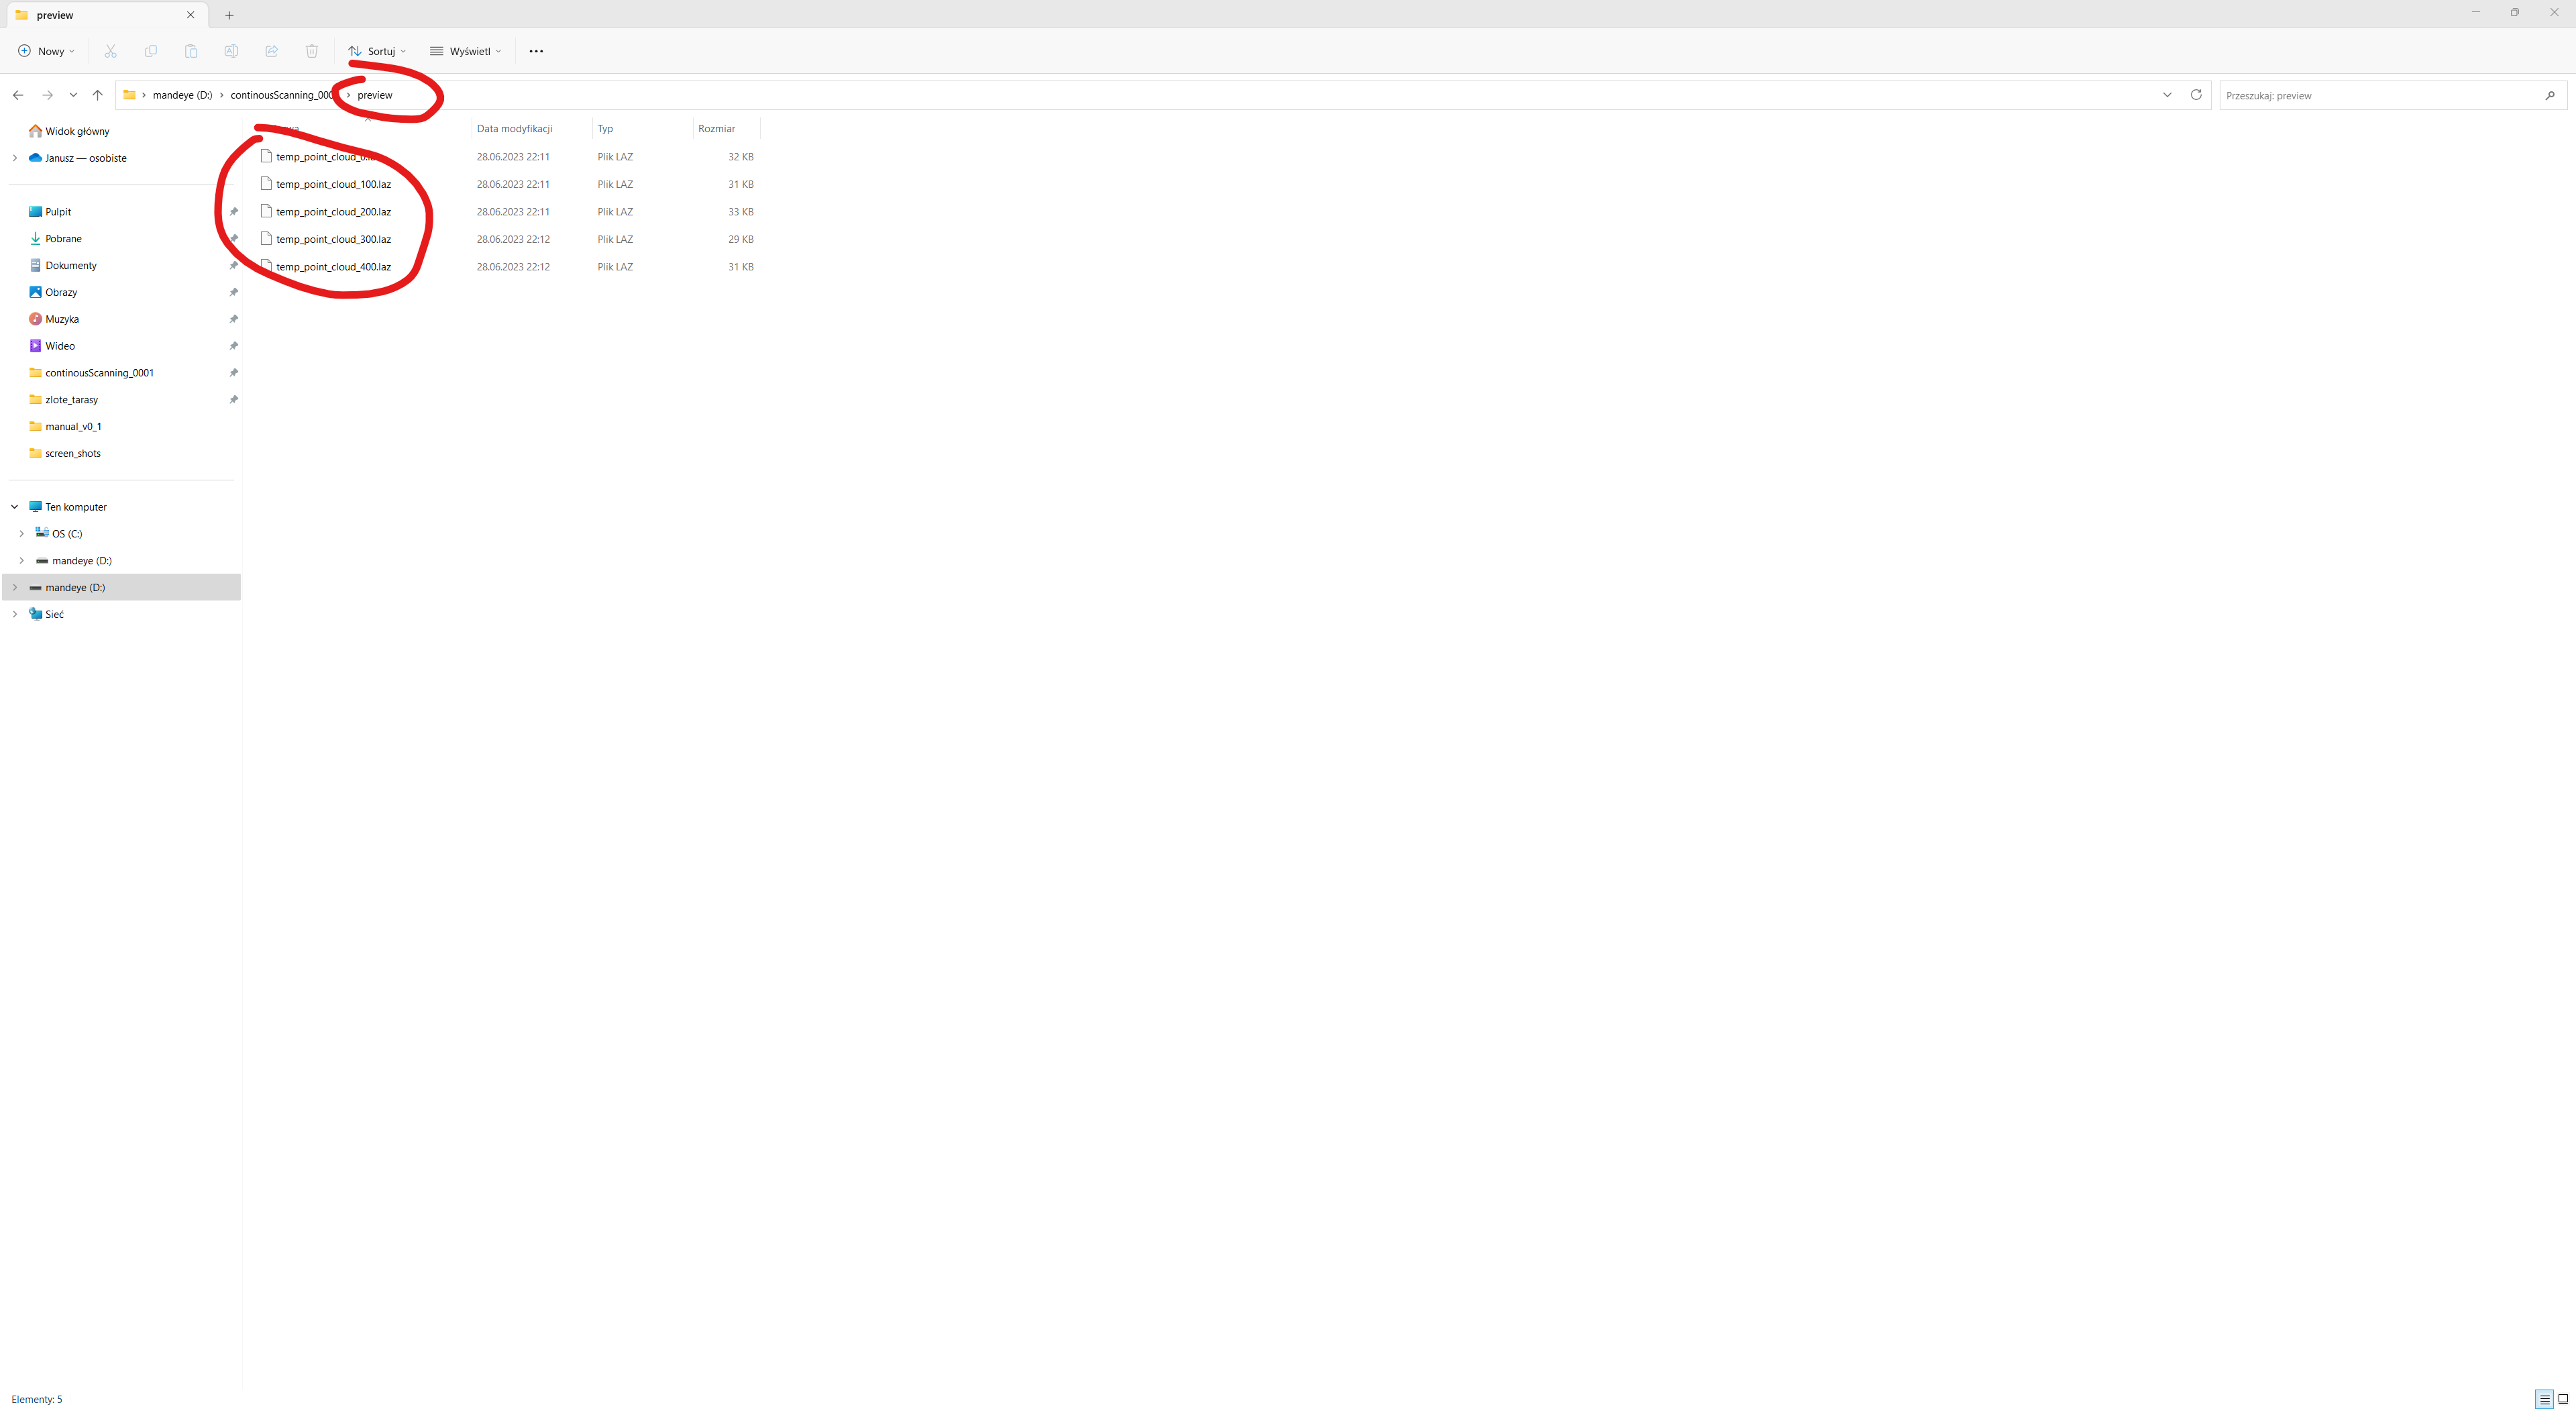 preview
Nowy
Sortuj
Wyświetl
mandeye (D:) continousScanning_000 preview
Przeszukaj: preview
Data modyfikacji Typ Rozmiar
temp_point_cloud_ 28.06.2023 22:11 Plik LAZ 32 KB
temp_point_cloud_100.laz 28.06.2023 22:11 Plik LAZ 31 KB
temp_point_cloud_200.laz 28.06.2023 22:11 Plik LAZ 33 KB
temp_point_cloud_300.laz 28.06.2023 22:12 Plik LAZ 29 KB
temp_point_cloud_400.laz 28.06.2023 22:12 Plik LAZ 31 KB
Widok główny
Janusz — osobiste
Pulpit
Pobrane
Dokumenty
Obrazy
Muzyka
Wideo
continousScanning_0001
zlote_tarasy
manual_v0_1
screen_shots
Ten komputer
OS (C:)
mandeye (D:)
mandeye (D:)
Sieć
Elementy: 5